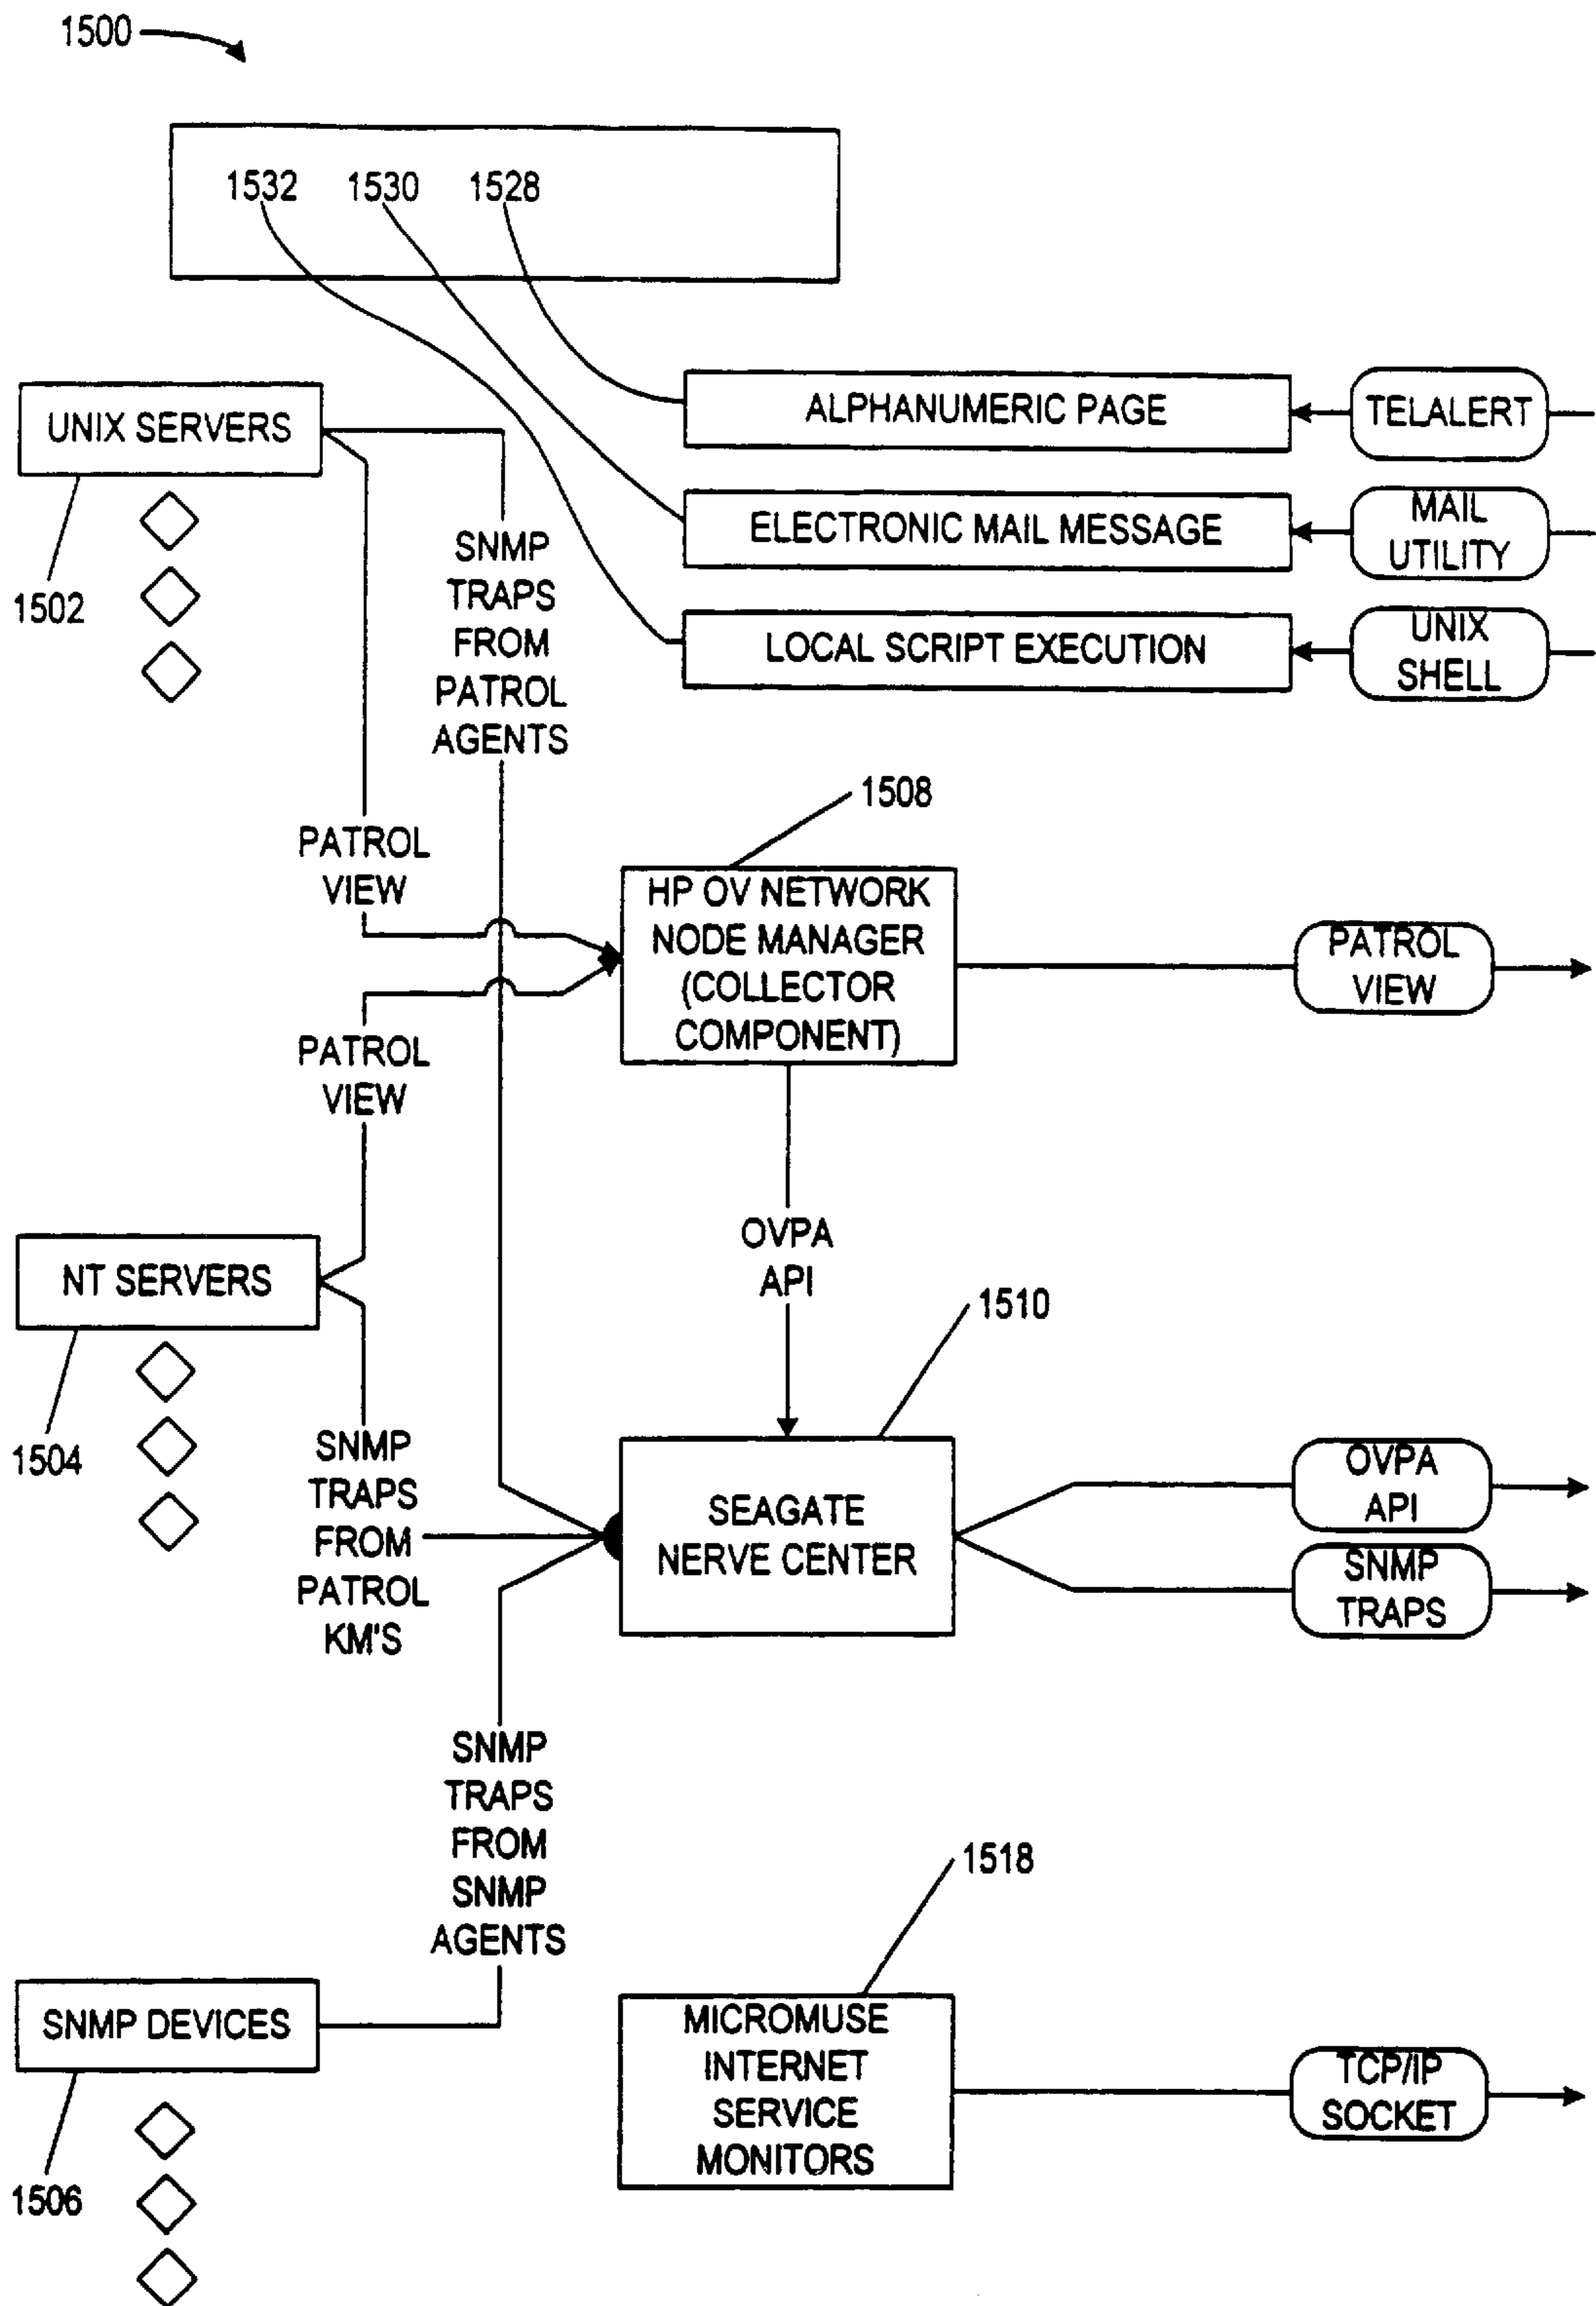 1500
1532 1530 1528
UNIX SERVERS
1502
ALPHANUMERIC PAGE
TELALERT
ELECTRONIC MAIL MESSAGE
MAIL
UTILITY
LOCAL SCRIPT EXECUTION
UNIX
SHELL
SNMP
TRAPS
FROM
PATROL
AGENTS
PATROL
VIEW
1508
HP OV NETWORK
NODE MANAGER
(COLLECTOR
COMPONENT)
PATROL
VIEW
PATROL
VIEW
OVPA
API
NT SERVERS
1504
1510
SNMP
TRAPS
FROM
PATROL
KM'S
SEAGATE
NERVE CENTER
OVPA
API
SNMP
TRAPS
SNMP
TRAPS
FROM
SNMP
AGENTS
1518
SNMP DEVICES
1506
MICROMUSE
INTERNET
SERVICE
MONITORS
TCP/IP
SOCKET